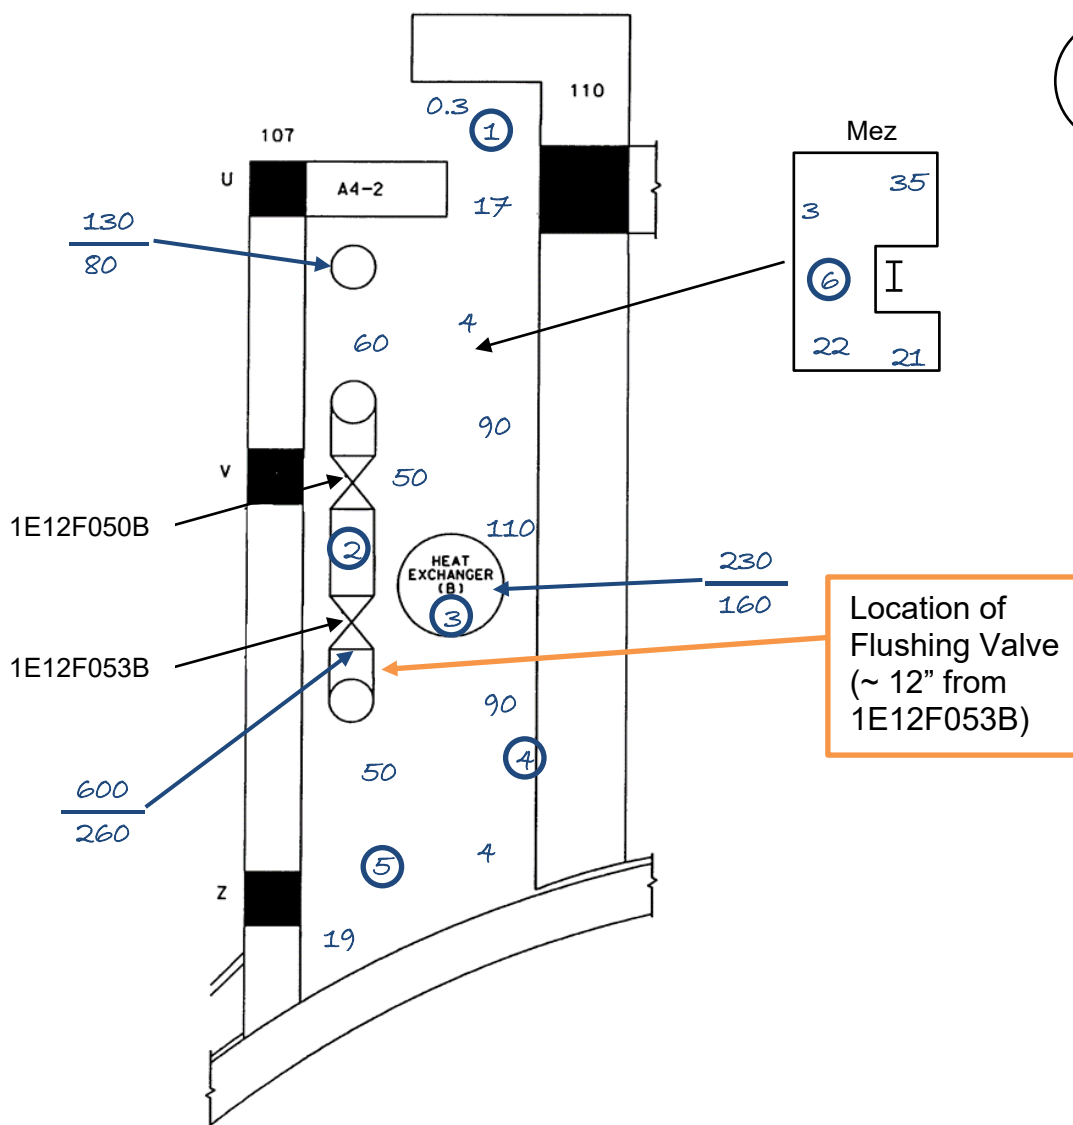 110
0.3
1
Mez
107
U
A4-2
35
17
3
130
80
6
I
4
60
22
21
90
V
50
1E12F050B
110
2
HEAT
EXCHANGER
(B)
230
160
3
Location of
Flushing Valve
(~ 12” from
1E12F053B)
1E12F053B
90
4
50
600
260
4
5
Z
19